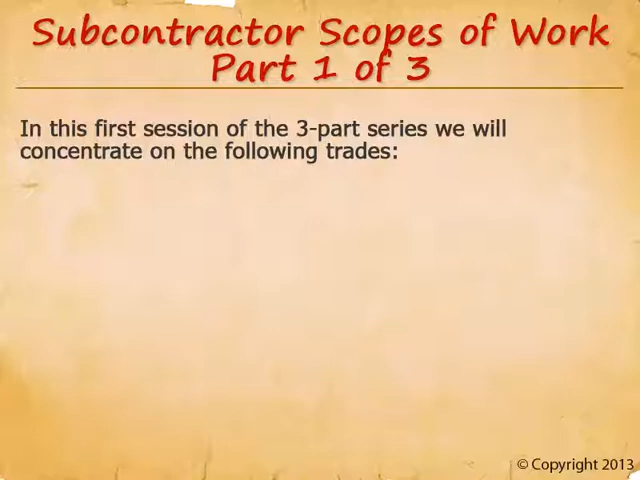 Subcontractor Scopes of Work
Part 1 of 3
In this first session of the 3-part series we will
concentrate on the following trades:
© Copyright 2013